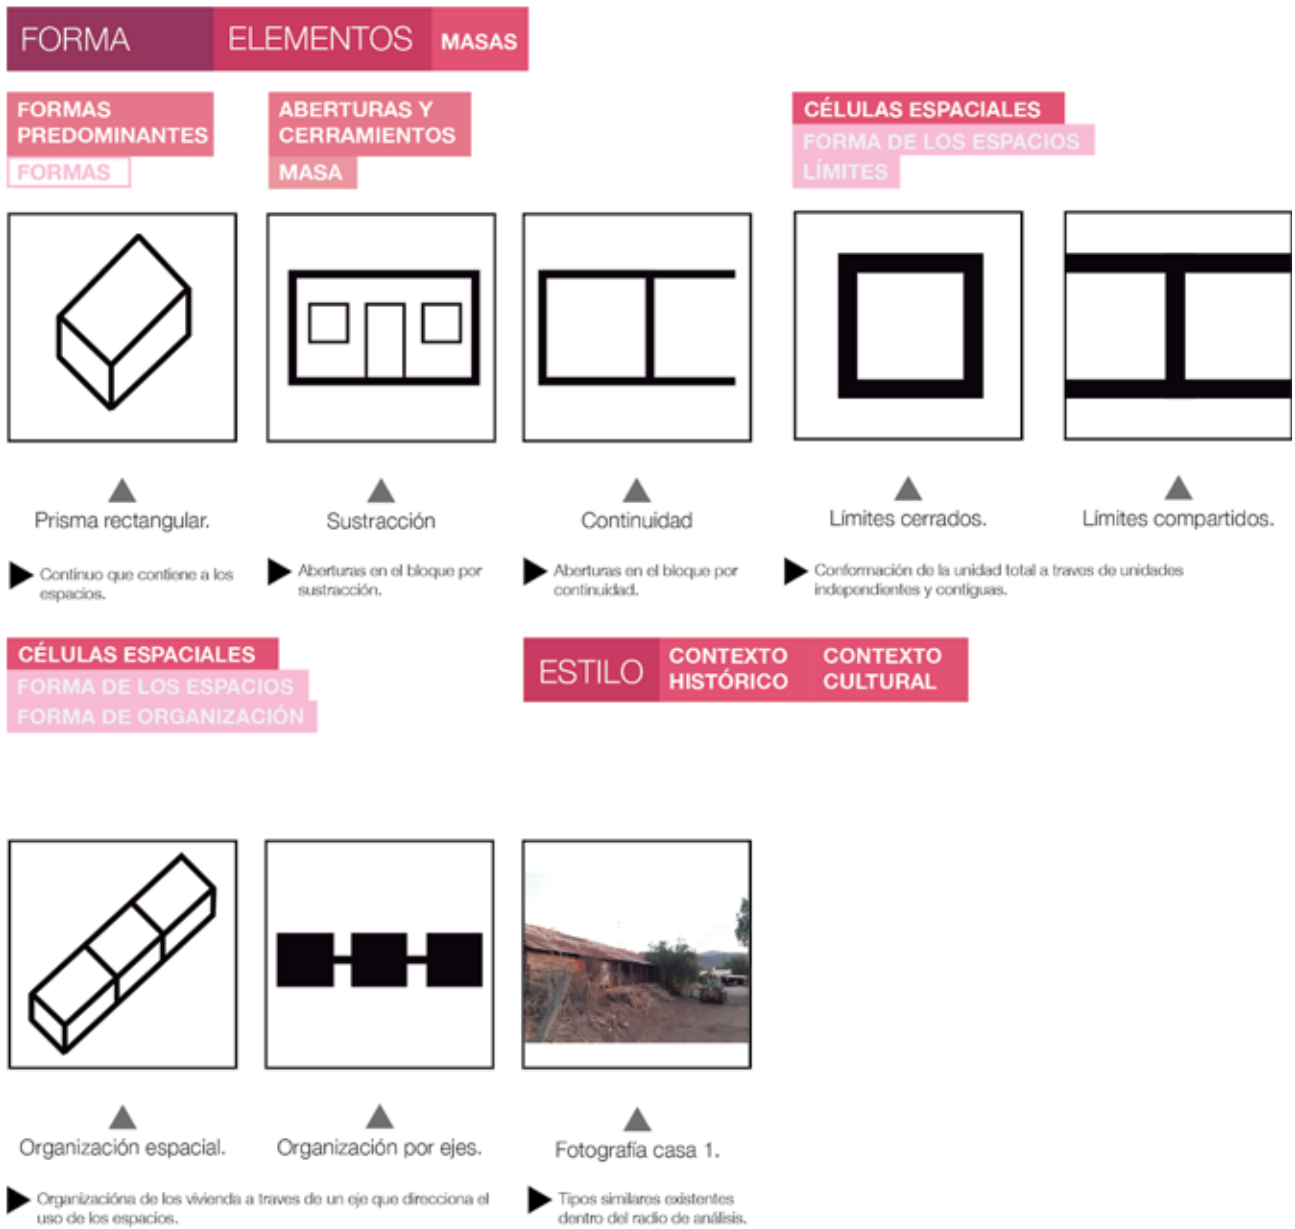 FORMA ELEMENTOS MASAS
FORMAS
PREDOMINANTES
FORMAS
ABERTURAS Y
CERRAMIENTOS
MASA
CÉLULAS ESPACIALES
FORMA DE LOS ESPACIOS
LÍMITES
Prisma rectangular.
Sustracción
Continuidad
Límites cerrados.
Límites compartidos.
Continuo que contiene a los
espacios.
Aberturas en el bloque por
sustracción.
Aberturas en el bloque por
continuidad.
Conformación de la unidad total a traves de unidades
independientes y contiguas.
CÉLULAS ESPACIALES
FORMA DE LOS ESPACIOS
FORMA DE ORGANIZACIÓN
ESTILO
CONTEXTO
HISTÓRICO
CONTEXTO
CULTURAL
Organización espacial.
Organización por ejes.
Fotografía casa 1.
Organizacióna de los vivienda a traves de un eje que direcciona el
uso de los espacios.
Tipos similares existentes
dentro del radio de análisis.